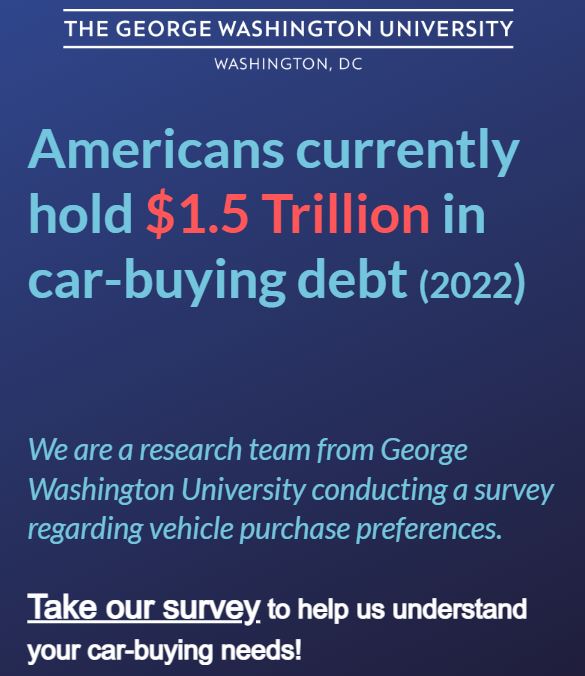 THE GEORGE WASHINGTON UNIVERSITY
WASHINGTON, DC
Americans currently
hold $1.5 Trillion in
car-buying debt (2022)
We are a research team from George
Washington University conducting a survey
regarding vehicle purchase preferences.
Take our survey to help us understand
your car-buying needs!